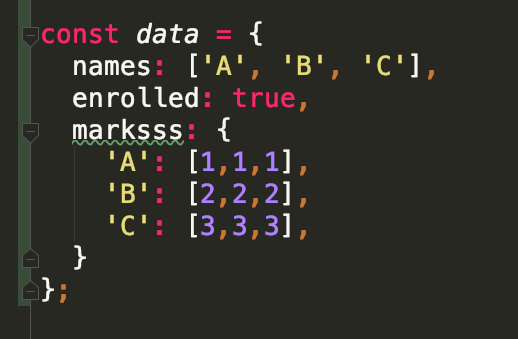 const data = {
names: ['A', 'B', 'C'],
enrolled: true,
marksss: {
'A': [1,1,1],
'B': [2,2,2],
'C': [3,3,3],
}
};